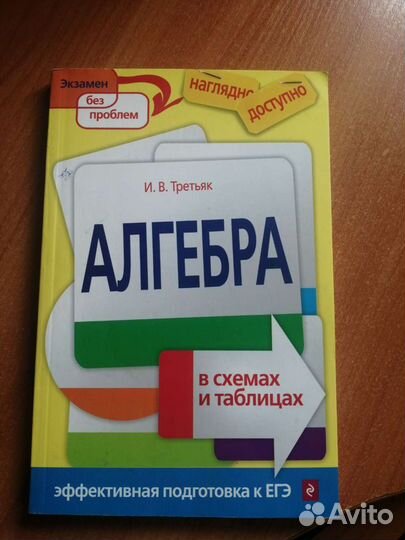 Экзамен
без
проблем
наглядно
доступно
И. В. Третьяк
АЛГЕБРА
в схемах
и таблицах
эффективная подготовка к ЕГЭ
Avito